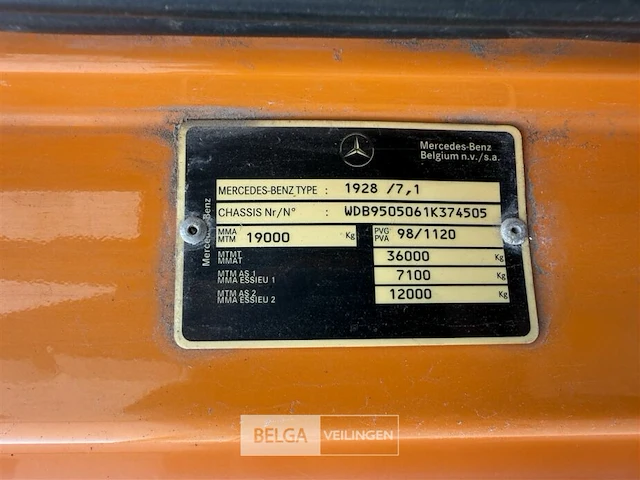 Mercedes-Benz
Belgium n.v./s.a.
Mercedes-Benz
MERCEDES-BENZ TYPE : 1928 /7,1
CHASSIS Nr/N° : WDB9505061K374505
MMA
MTM 19000 Kg PVG
PVA 98/1120
MTMT
MMAT 36000 Kg
MTM AS 1
MMA ESSIEU 1 7100 Kg
MTM AS 2
MMA ESSIEU 2 12000 Kg
BELGA VEILINGEN